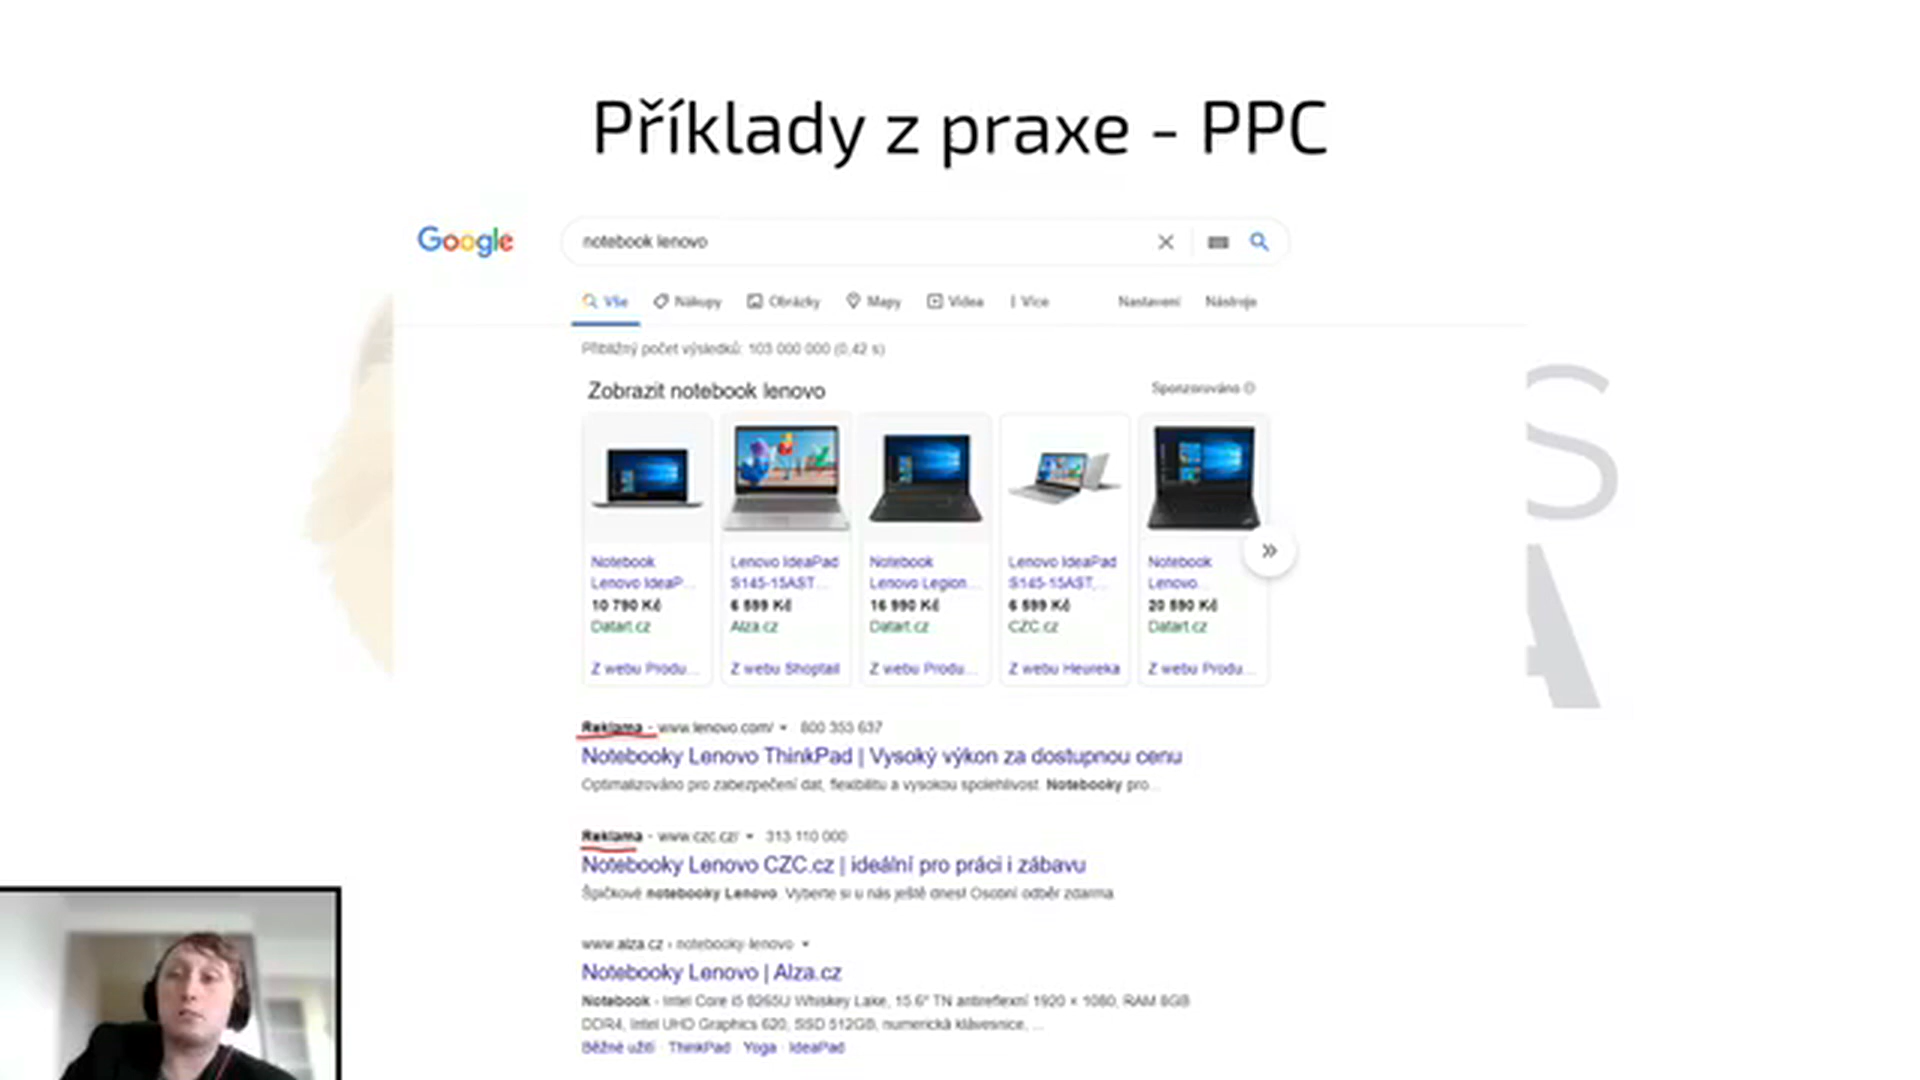 Příklady z praxe - PPC
Google
notebook lenovo
Vše Nákupy Obrázky Mapy Videa Více Nastavení Nástroje
Přibližný počet výsledků: 103 000 000 (0,42 s)
Zobrazit notebook lenovo
Sponzorováno
Notebook
Lenovo IdeaP...
10 790 Kč
Datart.cz
Z webu Produ...
Lenovo IdeaPad
S145-15AST...
6 599 Kč
Alza.cz
Z webu Shoptail
Notebook
Lenovo Legion...
16 990 Kč
Datart.cz
Z webu Produ...
Lenovo IdeaPad
S145-15AST,...
6 599 Kč
CZC.cz
Z webu Heureka
Notebook
Lenovo...
20 590 Kč
Datart.cz
Z webu Produ...
Reklama - www.lenovo.com/ 800 353 637
Notebooky Lenovo ThinkPad | Vysoký výkon za dostupnou cenu
Optimalizováno pro zabezpečení dat, flexibilitu a vysokou spolehlivost. Notebooky pro...
Reklama - www.czc.cz/ 313 110 000
Notebooky Lenovo CZC.cz | ideální pro práci i zábavu
Špičkové notebooky Lenovo. Vyberte si u nás ještě dnes! Osobní odběr zdarma.
www.alza.cz › notebooky-lenovo
Notebooky Lenovo | Alza.cz
Notebook - Intel Core i5 8265U Whiskey Lake, 15.6" TN antireflexní 1920 × 1080, RAM 8GB
DDR4, Intel UHD Graphics 620, SSD 512GB, numerická klávesnice, ...
Běžné užití · ThinkPad · Yoga · IdeaPad
S
A